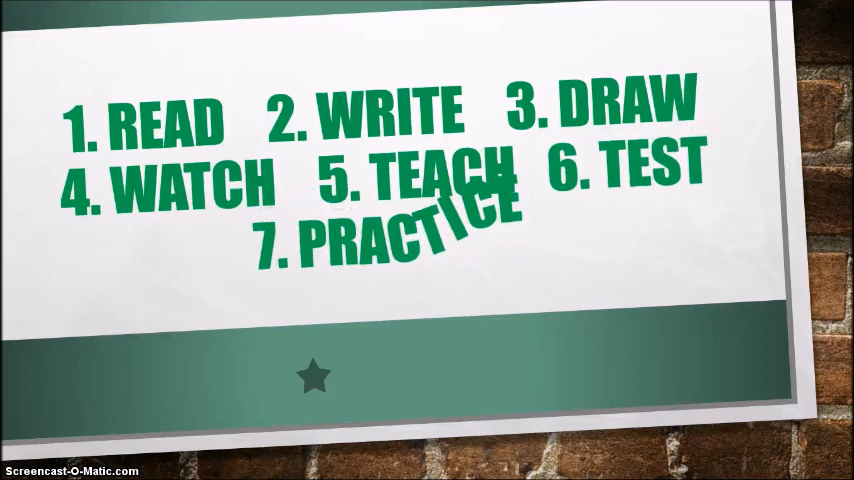 1. READ 2. WRITE 3. DRAW
4. WATCH 5. TEACH 6. TEST
7. PRACTICE
Screencast-O-Matic.com